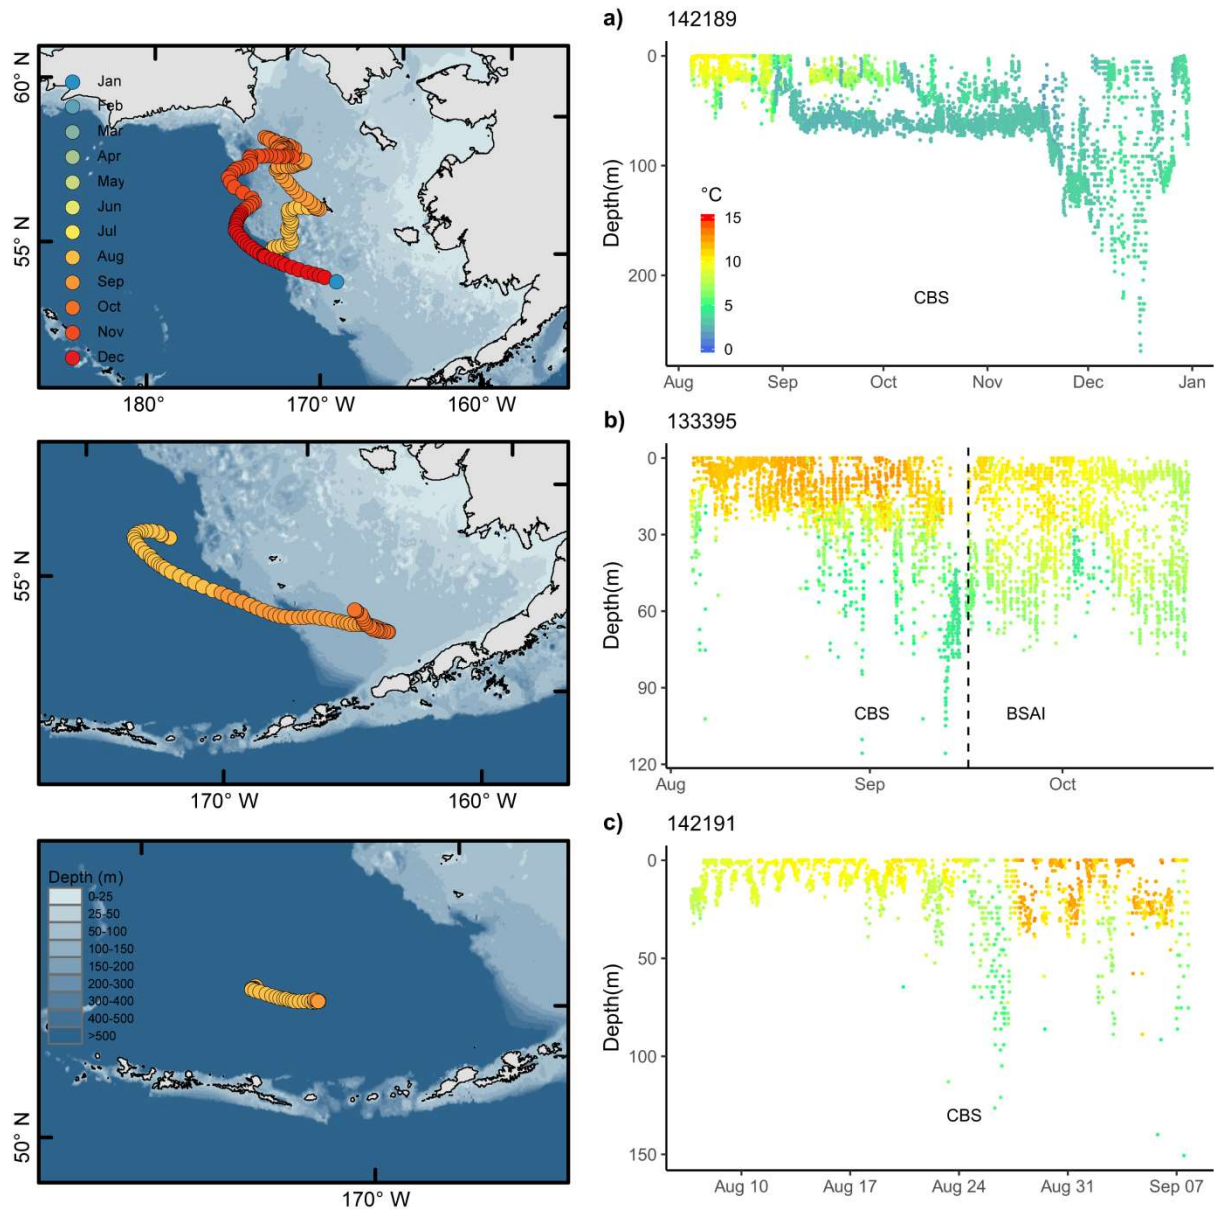 a) 142189
60° N
55° N
Jan
Feb
Mar
Apr
May
Jun
Jul
Aug
Sep
Oct
Nov
Dec
180° 170° W 160° W
Depth(m)
0
100
200
°C
15
10
5
0
CBS
Aug Sep Oct Nov Dec Jan
b) 133395
55° N
170° W 160° W
Depth(m)
0
30
60
90
120
CBS BSAI
Aug Sep Oct
c) 142191
Depth (m)
0-25
25-50
50-100
100-150
150-200
200-300
300-400
400-500
>500
50° N
170° W
Depth(m)
0
50
100
150
CBS
Aug 10 Aug 17 Aug 24 Aug 31 Sep 07